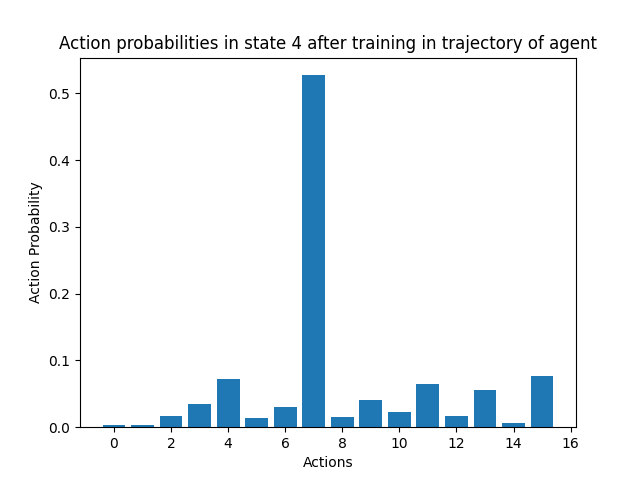 Action probabilities in state 4 after training in trajectory of agent
0.5
0.4
0.3
0.2
0.1
0.0
Action Probability
0 2 4 6 8 10 12 14 16
Actions